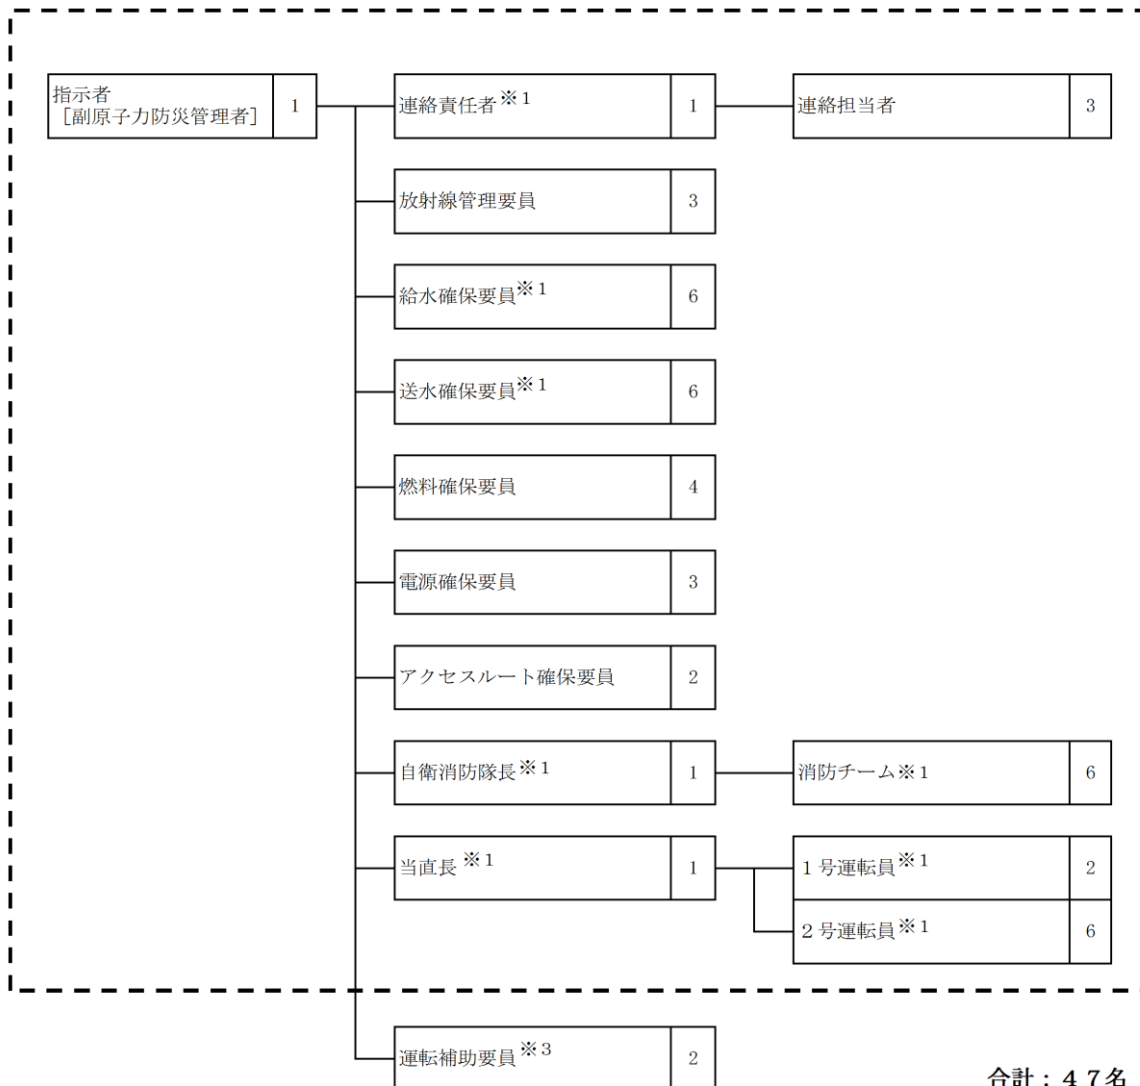 指示者
［副原子力防災管理者］ 1
連絡責任者※1 1
連絡担当者 3
放射線管理要員 3
給水確保要員※1 6
送水確保要員※1 6
燃料確保要員 4
電源確保要員 3
アクセスルート確保要員 2
自衛消防隊長※1 1
消防チーム※1 6
当直長※1 1
1号運転員※1 2
2号運転員※1 6
運転補助要員※3 2
合計：47名